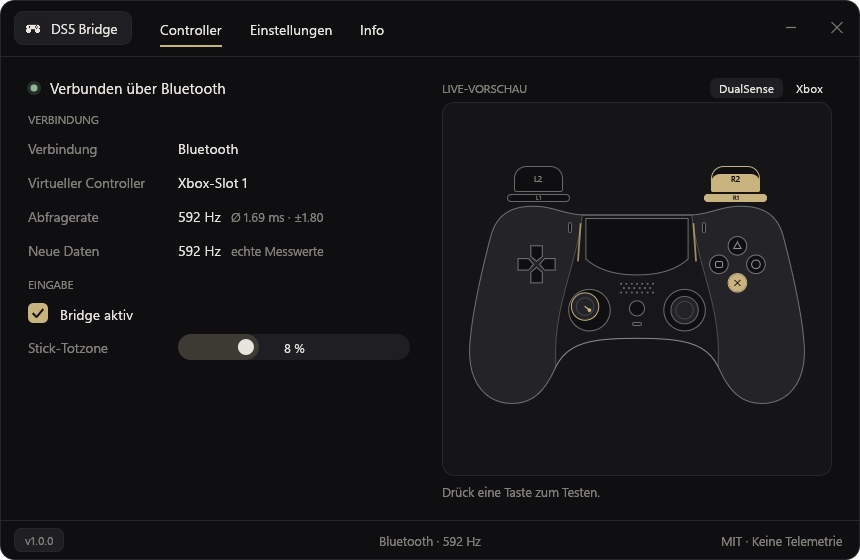 DS5 Bridge
Controller
Einstellungen
Info
Verbunden über Bluetooth
VERBINDUNG
Verbindung Bluetooth
Virtueller Controller Xbox-Slot 1
Abfragerate 592 Hz Ø 1.69 ms · ±1.80
Neue Daten 592 Hz echte Messwerte
EINGABE
Bridge aktiv
Stick-Totzone 8 %
LIVE-VORSCHAU
DualSense
Xbox
L2
L1
R2
R1
Drück eine Taste zum Testen.
v1.0.0
Bluetooth · 592 Hz
MIT · Keine Telemetrie